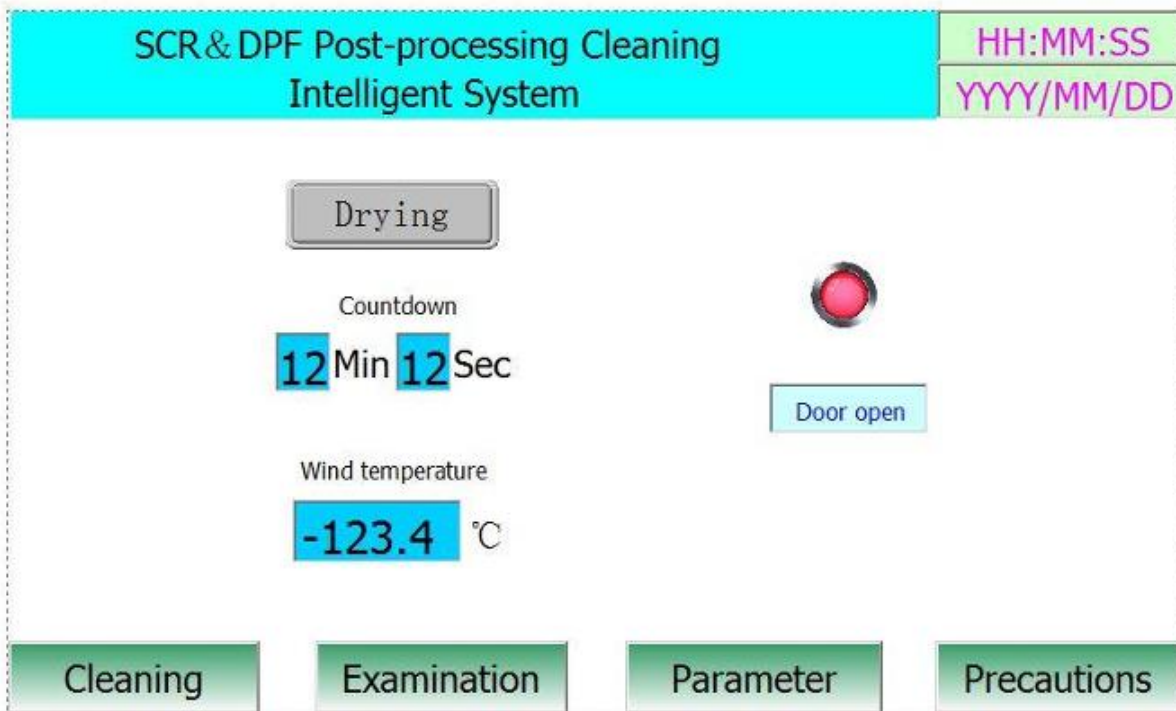 SCR&DPF Post-processing Cleaning
Intelligent System
HH:MM:SS
YYYY/MM/DD
Drying
Countdown
12 Min 12 Sec
Door open
Wind temperature
-123.4 ℃
Cleaning
Examination
Parameter
Precautions